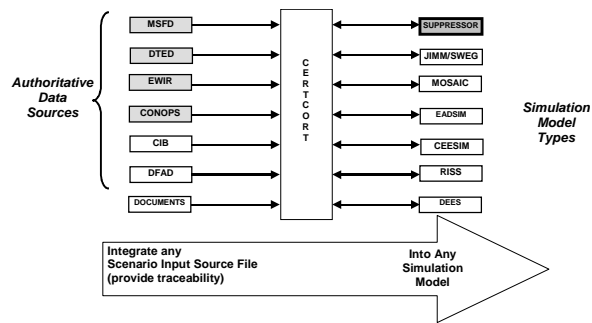 MSFD
DTED
EWIR
CONOPS
CIB
DFAD
DOCUMENTS
Authoritative
Data
Sources
C
E
R
T
C
O
R
T
SUPPRESSOR
JIMM/SWEG
MOSAIC
EADSIM
CEESIM
RISS
DEES
Simulation
Model
Types
Integrate any
Scenario Input Source File
(provide traceability)
Into Any
Simulation
Model